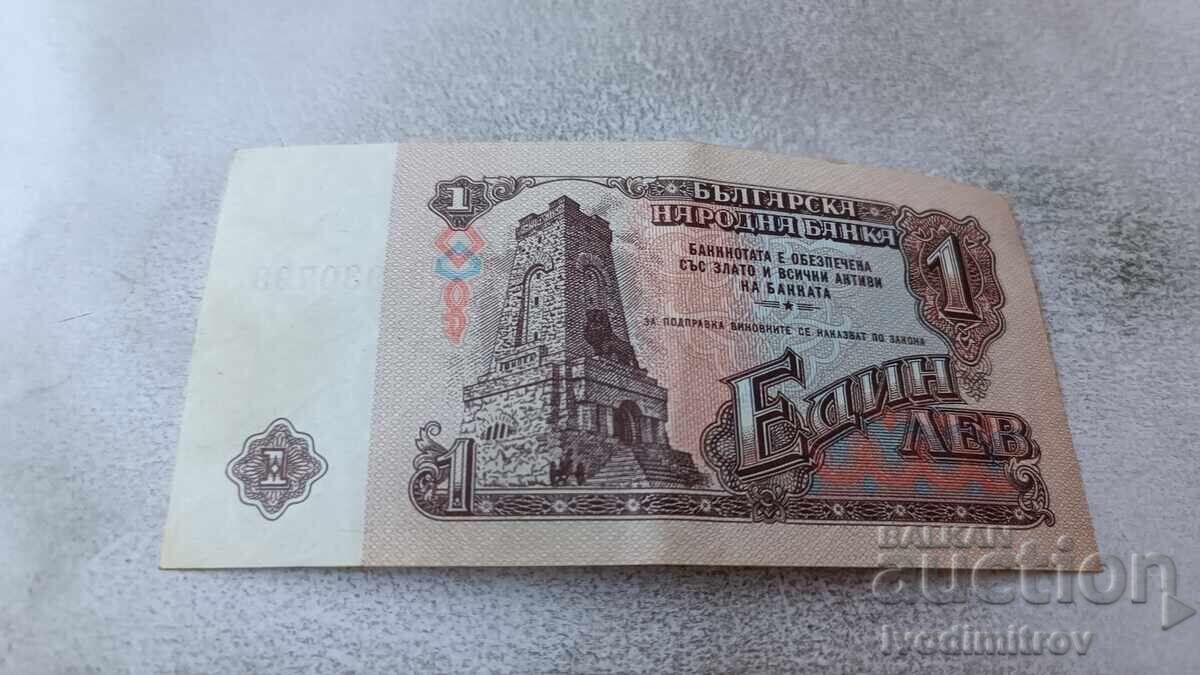 1
БЪЛГАРСКА
НАРОДНА БАНКА
1
БАНКНОТАТА Е ОБЕЗПЕЧЕНА
СЪС ЗЛАТО И ВСИЧКИ АКТИВИ
НА БАНКАТА
ЗА ПОДПРАВКА ВИНОВНИТЕ СЕ НАКАЗВАТ ПО ЗАКОНА
ЕДИН
ЛЕВ
1
1
BALKAN
auction
ivodimitrov